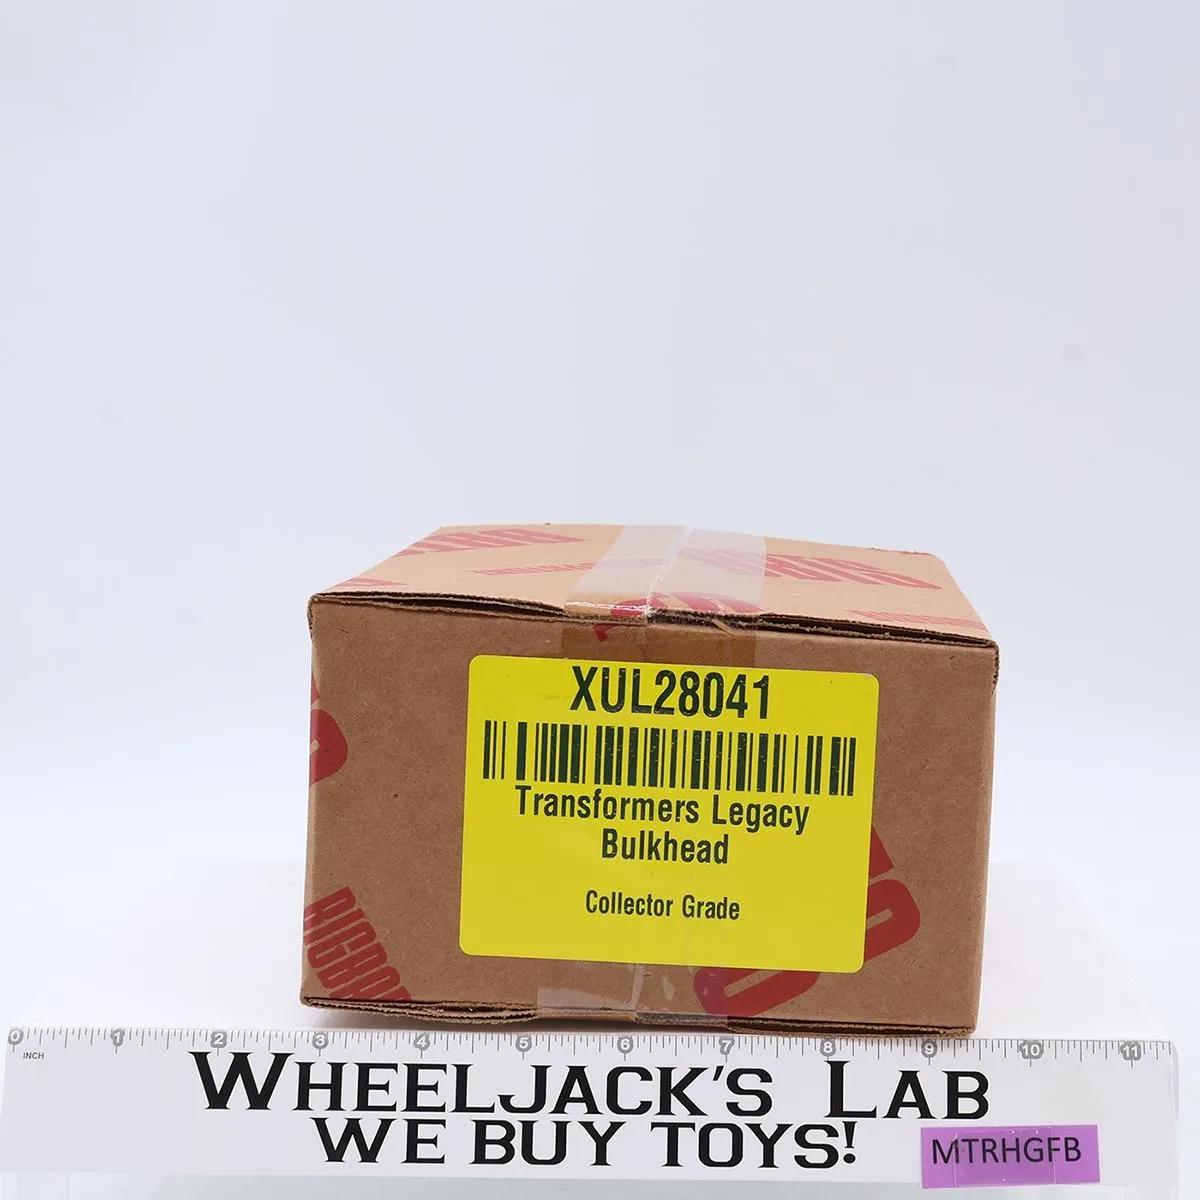 XUL28041
Transformers Legacy
Bulkhead
Collector Grade
0 1 2 3 4 5 6 7 8 9 10 11
INCH
WHEELJACK'S LAB
WE BUY TOYS!
MTRHGFB